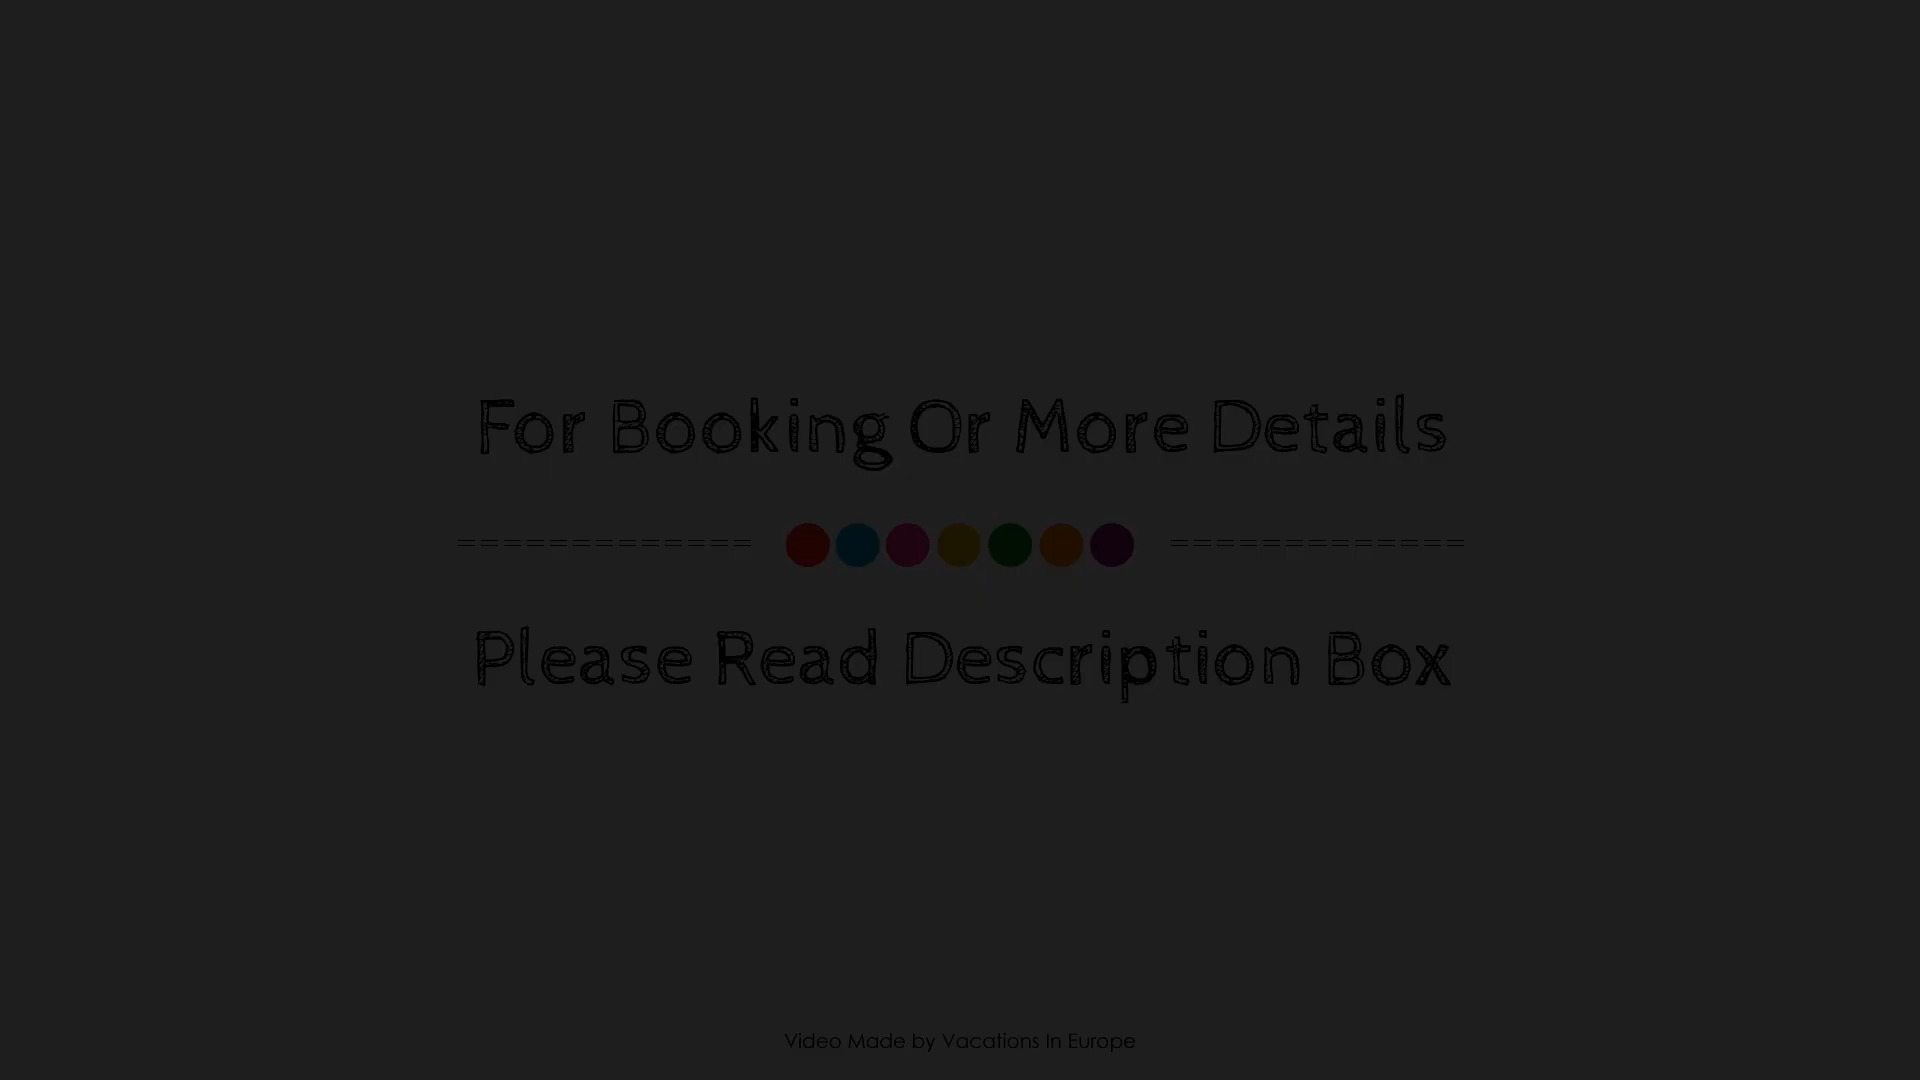 For Booking Or More Details
============= =============
Please Read Description Box
Video Made by Vacations In Europe